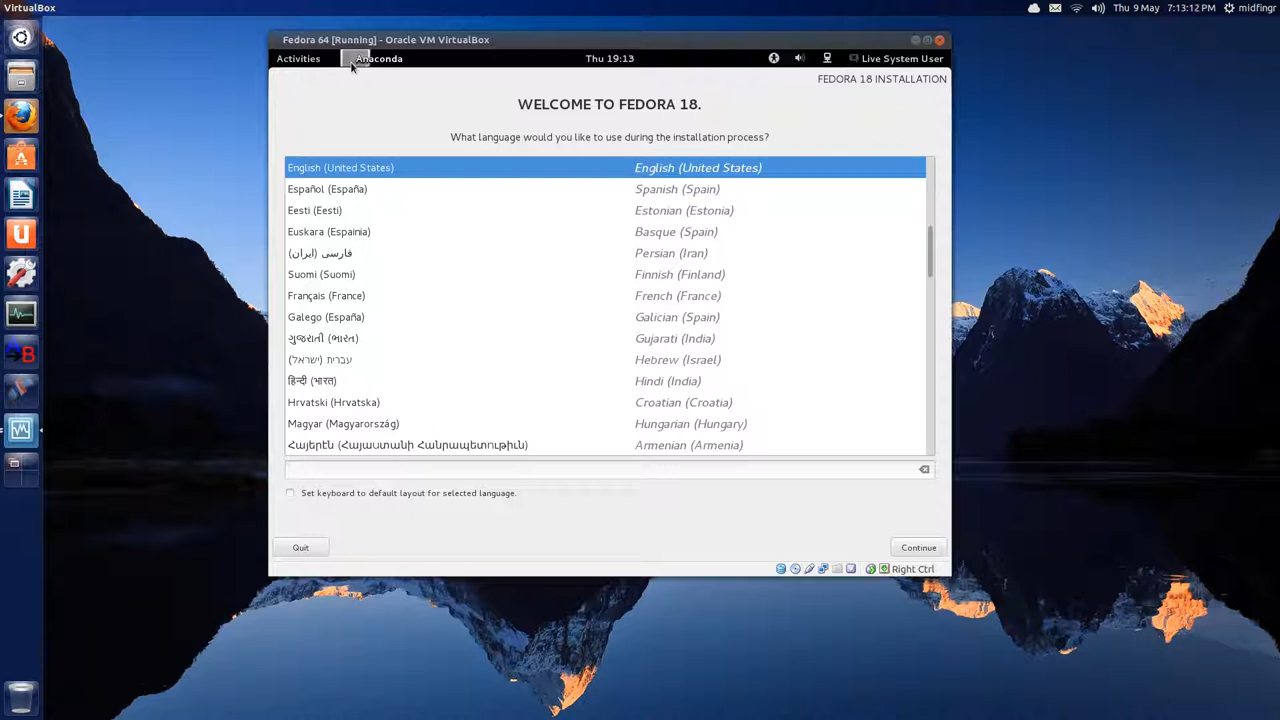 VirtualBox
Thu 9 May 7:13:12 PM midfingr
Fedora 64 [Running] - Oracle VM VirtualBox
Activities Anaconda Thu 19:13 Live System User
FEDORA 18 INSTALLATION
WELCOME TO FEDORA 18.
What language would you like to use during the installation process?
English (United States) English (United States)
Español (España) Spanish (Spain)
Eesti (Eesti) Estonian (Estonia)
Euskara (Espainia) Basque (Spain)
فارسی (ایران) Persian (Iran)
Suomi (Suomi) Finnish (Finland)
Français (France) French (France)
Galego (España) Galician (Spain)
ગુજરાતી (ભારત) Gujarati (India)
עברית (ישראל) Hebrew (Israel)
हिन्दी (भारत) Hindi (India)
Hrvatski (Hrvatska) Croatian (Croatia)
Magyar (Magyarország) Hungarian (Hungary)
Հայերէն (Հայաստանի Հանրապետութիւն) Armenian (Armenia)
Set keyboard to default layout for selected language.
Quit Continue
Right Ctrl